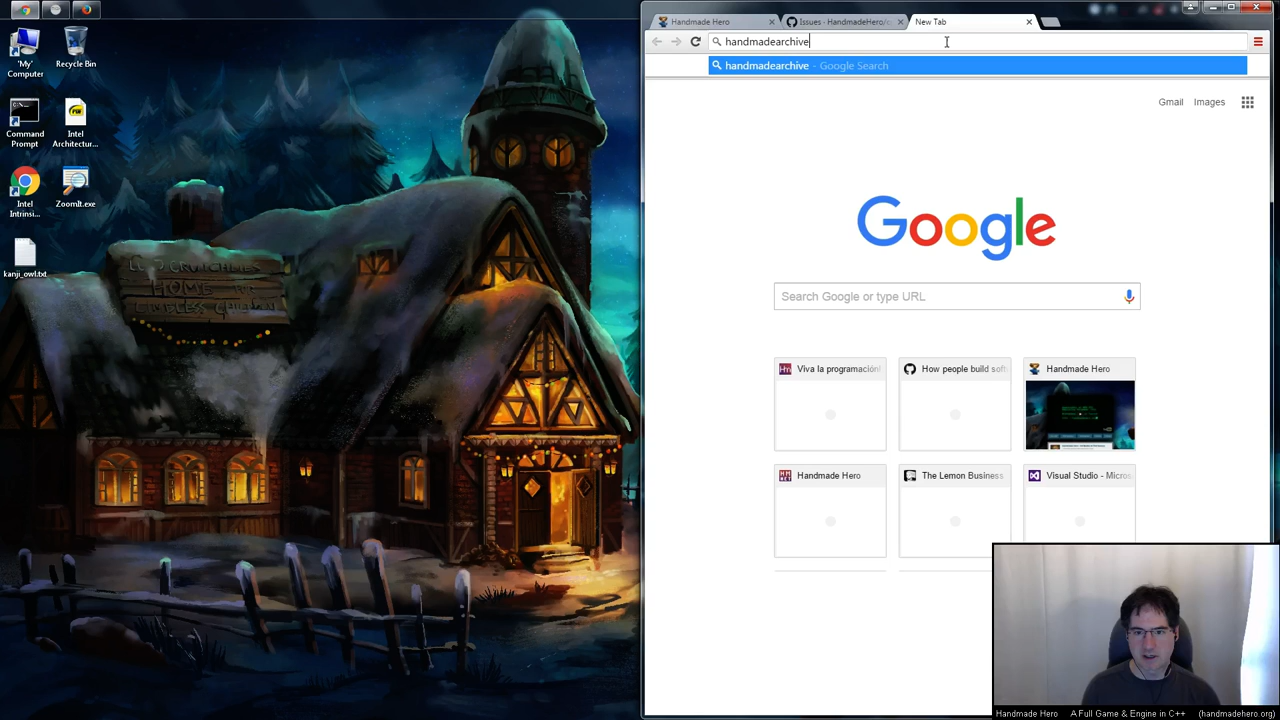 'My' Computer
Recycle Bin
Command Prompt
Intel Architectur...
Intel Intrinsi...
ZoomIt.exe
kanji_owl.txt
HOME FOR
Handmade Hero
Issues · HandmadeHero/c
New Tab
handmadearchive
handmadearchive - Google Search
Gmail
Images
Google
Search Google or type URL
Viva la programación!
How people build soft
Handmade Hero
Handmade Hero
The Lemon Business
Visual Studio - Micros
Handmade Hero A Full Game & Engine in C++ (handmadehero.org)